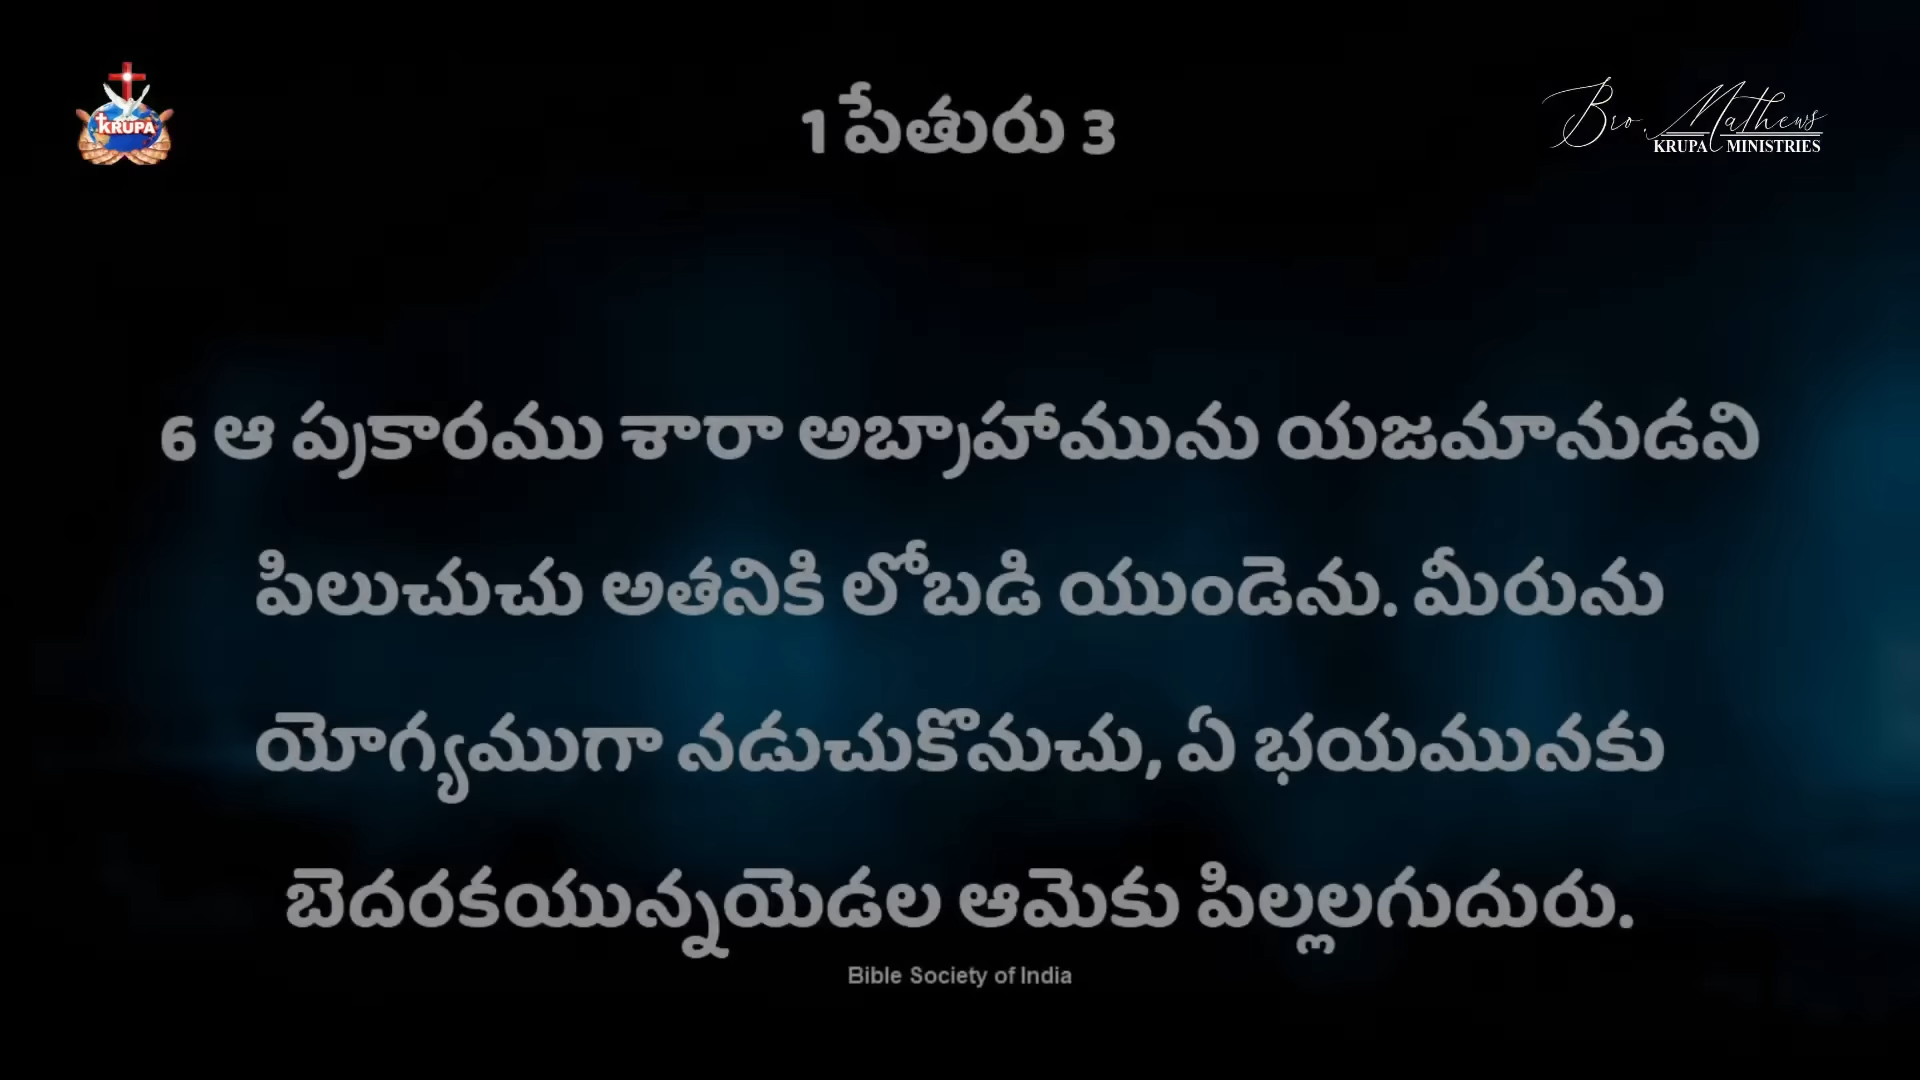 KRUPA
1 పేతురు 3
Bro. Mathews
KRUPA MINISTRIES
6 ఆ ప్రకారము శారా అబ్రాహామును యజమానుడని
పిలుచుచు అతనికి లోబడి యుండెను. మీరును
యోగ్యముగా నడుచుకొనుచు, ఏ భయమునకు
బెదరకయున్నయెడల ఆమెకు పిల్లలగుదురు.
Bible Society of India